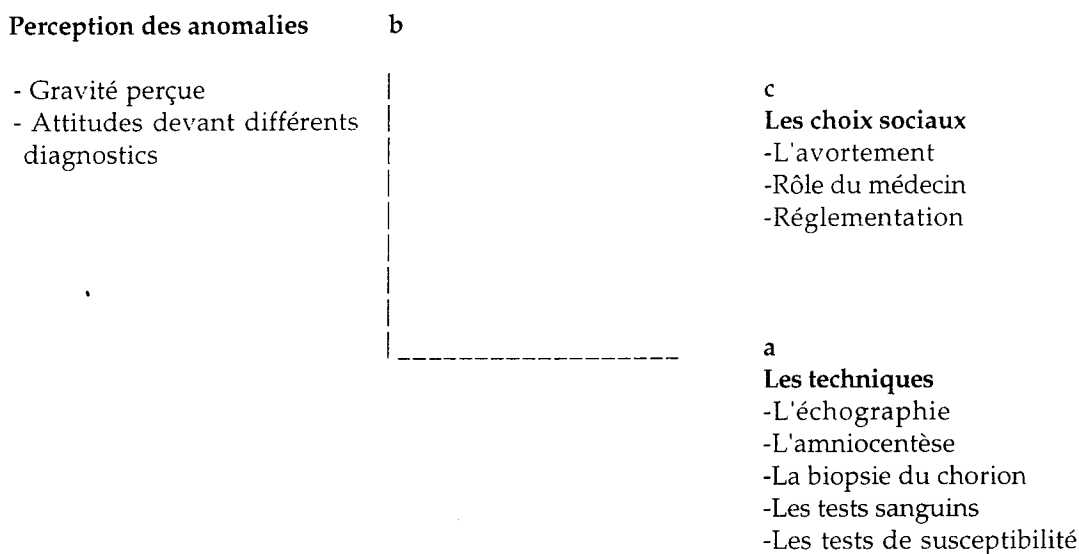 Perception des anomalies b
- Gravité perçue
- Attitudes devant différents
diagnostics
c
Les choix sociaux
-L'avortement
-Rôle du médecin
-Réglementation
a
Les techniques
-L'échographie
-L'amniocentèse
-La biopsie du chorion
-Les tests sanguins
-Les tests de susceptibilité